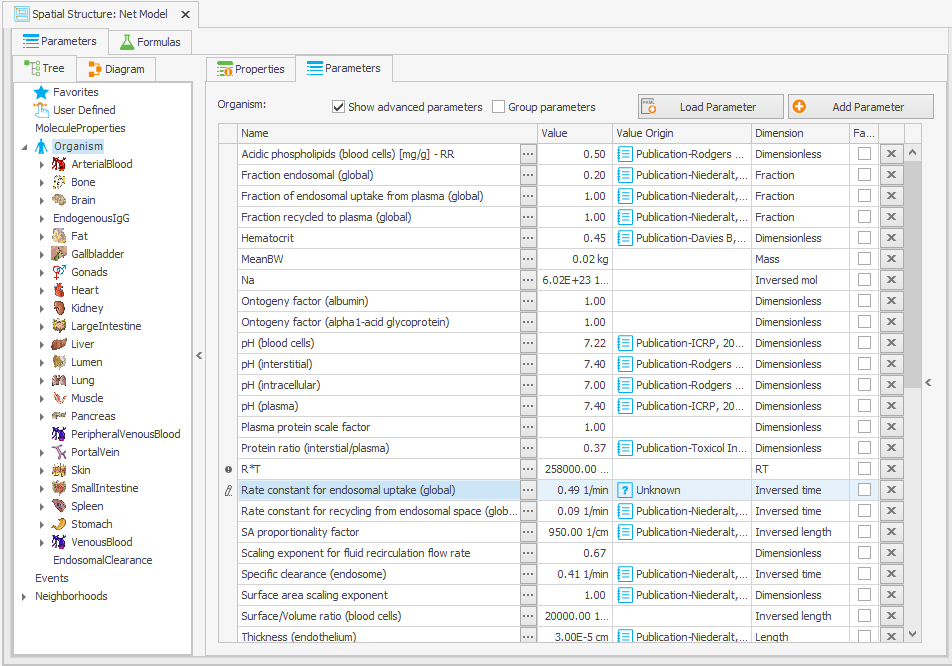 Spatial Structure: Net Model
Parameters
Formulas
Tree
Diagram
Favorites
User Defined
MoleculeProperties
Organism
ArterialBlood
Bone
Brain
EndogenousIgG
Fat
Gallbladder
Gonads
Heart
Kidney
LargeIntestine
Liver
Lumen
Lung
Muscle
Pancreas
PeripheralVenousBlood
PortalVein
Skin
SmallIntestine
Spleen
Stomach
VenousBlood
EndosomalClearance
Events
Neighborhoods
Properties
Parameters
Organism: Show advanced parameters Group parameters Load Parameter Add Parameter
Name Value Value Origin Dimension Fa...
Acidic phospholipids (blood cells) [mg/g] - RR ... 0.50 Publication-Rodgers ... Dimensionless
Fraction endosomal (global) ... 0.20 Publication-Niederalt,... Fraction
Fraction of endosomal uptake from plasma (global) ... 1.00 Publication-Niederalt,... Fraction
Fraction recycled to plasma (global) ... 1.00 Publication-Niederalt,... Fraction
Hematocrit ... 0.45 Publication-Davies B,... Dimensionless
MeanBW ... 0.02 kg Mass
Na ... 6.02E+23 1... Inversed mol
Ontogeny factor (albumin) ... 1.00 Dimensionless
Ontogeny factor (alpha1-acid glycoprotein) ... 1.00 Dimensionless
pH (blood cells) ... 7.22 Publication-ICRP, 20... Dimensionless
pH (interstitial) ... 7.40 Publication-Rodgers ... Dimensionless
pH (intracellular) ... 7.00 Publication-Rodgers ... Dimensionless
pH (plasma) ... 7.40 Publication-ICRP, 20... Dimensionless
Plasma protein scale factor ... 1.00 Dimensionless
Protein ratio (interstial/plasma) ... 0.37 Publication-Toxicol In... Dimensionless
R*T ... 258000.00 ... RT
Rate constant for endosomal uptake (global) ... 0.49 1/min ? Unknown Inversed time
Rate constant for recycling from endosomal space (glob... ... 0.09 1/min Publication-Niederalt,... Inversed time
SA proportionality factor ... 950.00 1/cm Publication-Niederalt,... Inversed length
Scaling exponent for fluid recirculation flow rate ... 0.67 Dimensionless
Specific clearance (endosome) ... 0.41 1/min Publication-Niederalt,... Inversed time
Surface area scaling exponent ... 1.00 Publication-Niederalt,... Dimensionless
Surface/Volume ratio (blood cells) ... 20000.00 1... Inversed length
Thickness (endothelium) ... 3.00E-5 cm Publication-Niederalt,... Length